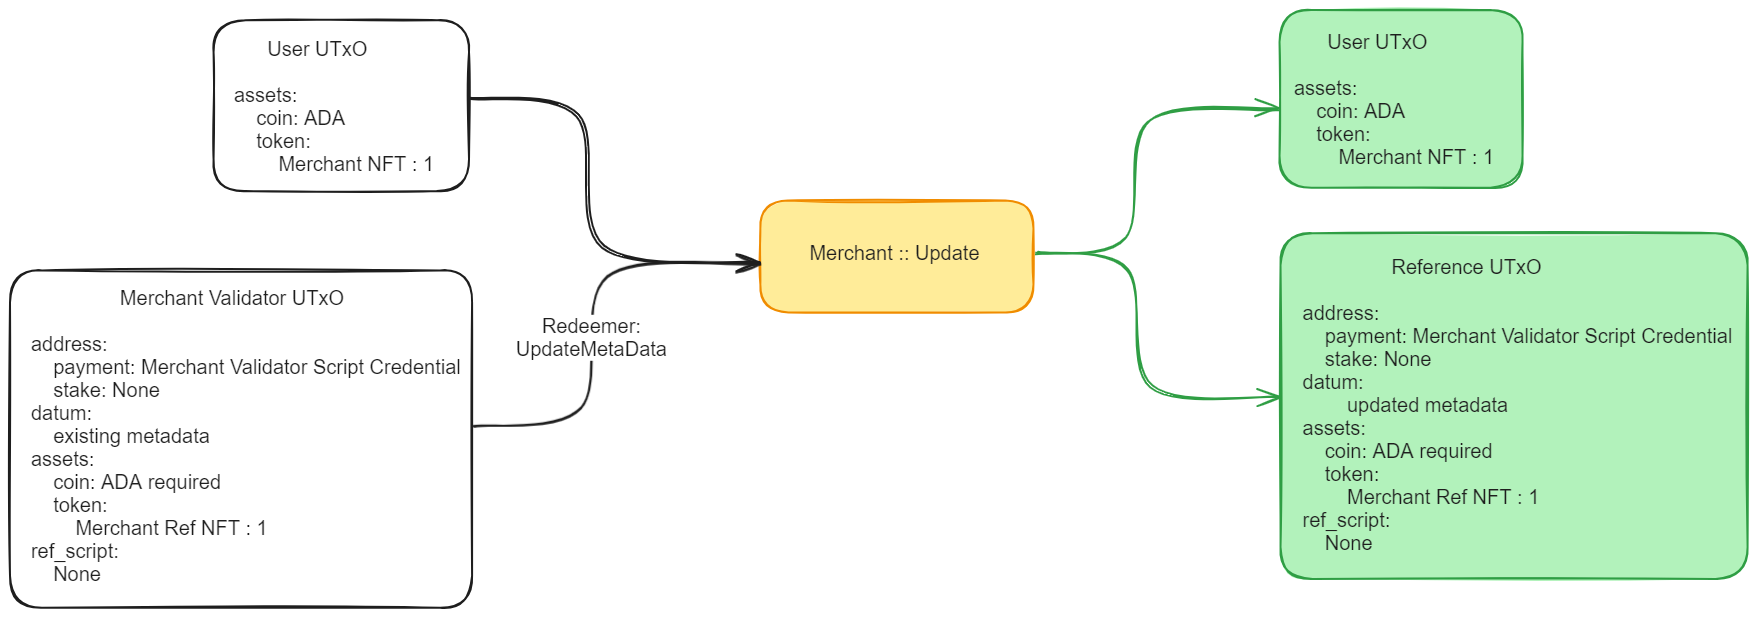 User UTxO
assets:
coin: ADA
token:
Merchant NFT : 1
Merchant Validator UTxO
address:
payment: Merchant Validator Script Credential
stake: None
datum:
existing metadata
assets:
coin: ADA required
token:
Merchant Ref NFT : 1
ref_script:
None
Redeemer:
UpdateMetaData
Merchant :: Update
User UTxO
assets:
coin: ADA
token:
Merchant NFT : 1
Reference UTxO
address:
payment: Merchant Validator Script Credential
stake: None
datum:
updated metadata
assets:
coin: ADA required
token:
Merchant Ref NFT : 1
ref_script:
None